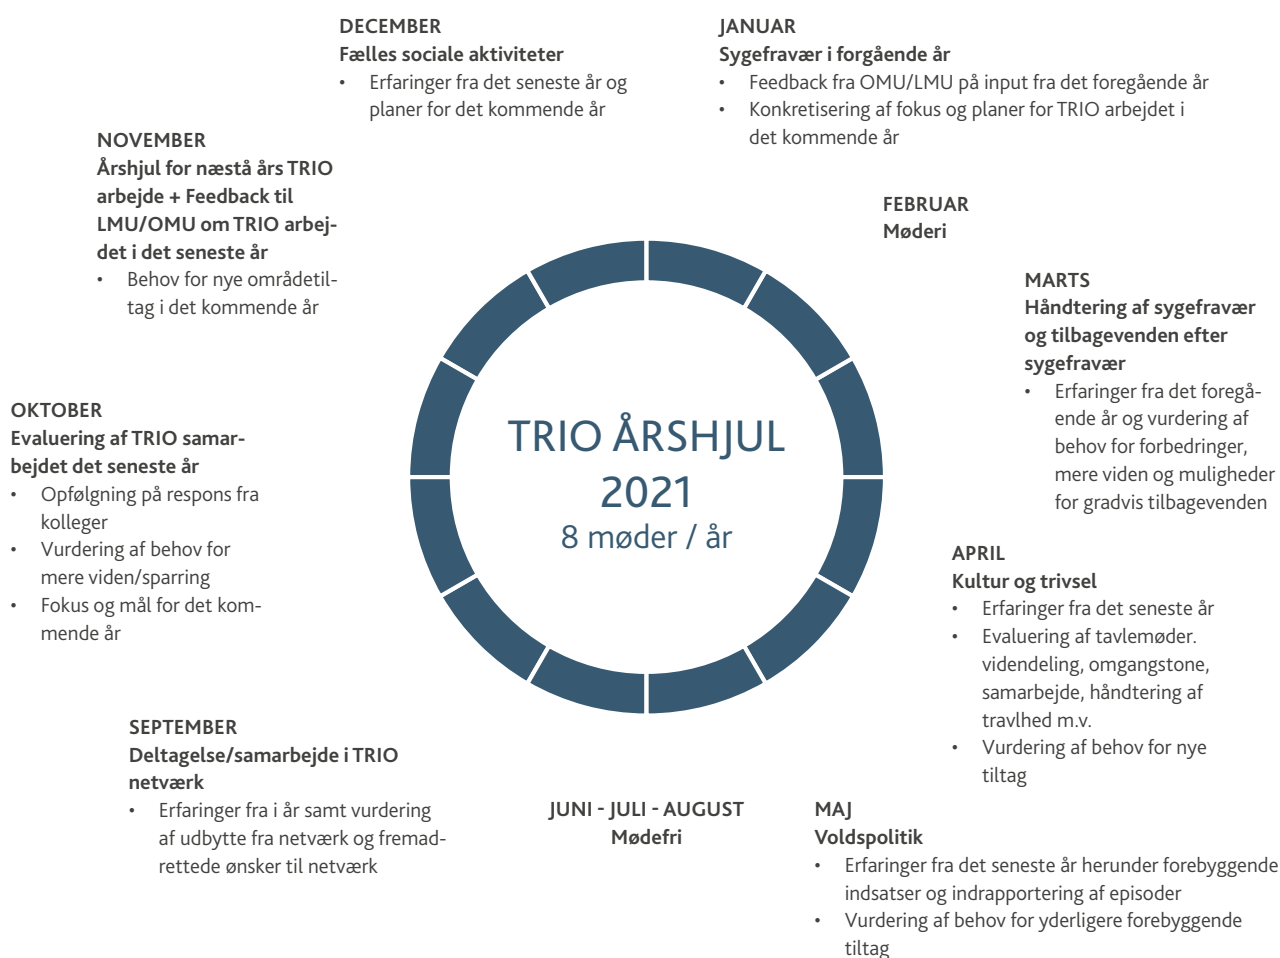 DECEMBER
Fælles sociale aktiviteter
• Erfaringer fra det seneste år og
planer for det kommende år
JANUAR
Sygefravær i forgående år
• Feedback fra OMU/LMU på input fra det foregående år
• Konkretisering af fokus og planer for TRIO arbejdet i
det kommende år
NOVEMBER
Årshjul for næstå års TRIO
arbejde + Feedback til
LMU/OMU om TRIO arbej-
det i det seneste år
• Behov for nye områdetil-
tag i det kommende år
FEBRUAR
Møderi
MARTS
Håndtering af sygefravær
og tilbagevenden efter
sygefravær
• Erfaringer fra det foregå-
ende år og vurdering af
behov for forbedringer,
mere viden og muligheder
for gradvis tilbagevenden
OKTOBER
Evaluering af TRIO samar-
bejdet det seneste år
• Opfølgning på respons fra
kolleger
• Vurdering af behov for
mere viden/sparring
• Fokus og mål for det kom-
mende år
TRIO ÅRSHJUL
2021
8 møder / år
APRIL
Kultur og trivsel
• Erfaringer fra det seneste år
• Evaluering af tavlemøder.
videndeling, omgangstone,
samarbejde, håndtering af
travlhed m.v.
• Vurdering af behov for nye
tiltag
SEPTEMBER
Deltagelse/samarbejde i TRIO
netværk
• Erfaringer fra i år samt vurdering
af udbytte fra netværk og fremad-
rettede ønsker til netværk
JUNI - JULI - AUGUST
Mødefri
MAJ
Voldspolitik
• Erfaringer fra det seneste år herunder forebyggende
indsatser og indrapportering af episoder
• Vurdering af behov for yderligere forebyggende
tiltag